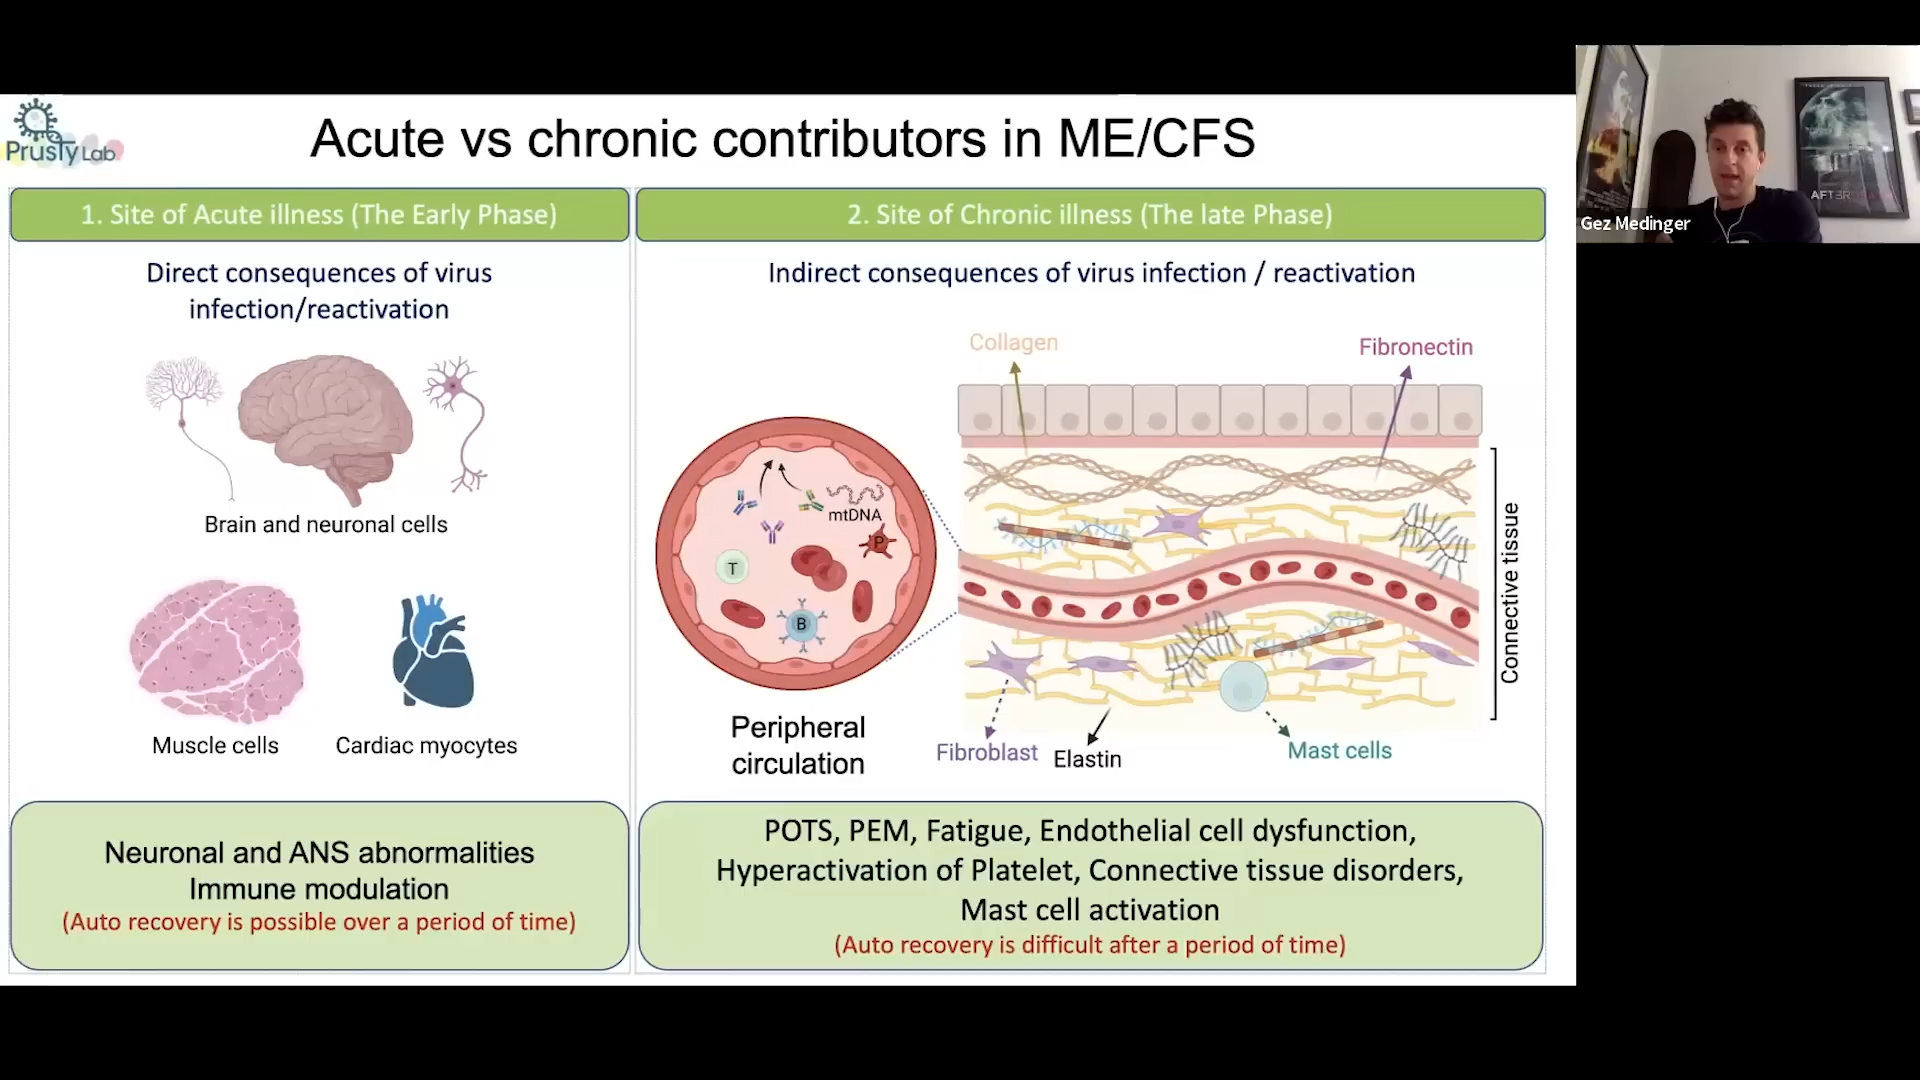 Prusty Lab
Acute vs chronic contributors in ME/CFS
1. Site of Acute illness (The Early Phase)
2. Site of Chronic illness (The late Phase)
Direct consequences of virus
infection/reactivation
Indirect consequences of virus infection / reactivation
Brain and neuronal cells
Muscle cells
Cardiac myocytes
Collagen
Fibronectin
mtDNA
P
T
B
Connective tissue
Peripheral
circulation
Fibroblast
Elastin
Mast cells
Neuronal and ANS abnormalities
Immune modulation
(Auto recovery is possible over a period of time)
POTS, PEM, Fatigue, Endothelial cell dysfunction,
Hyperactivation of Platelet, Connective tissue disorders,
Mast cell activation
(Auto recovery is difficult after a period of time)
Gez Medinger